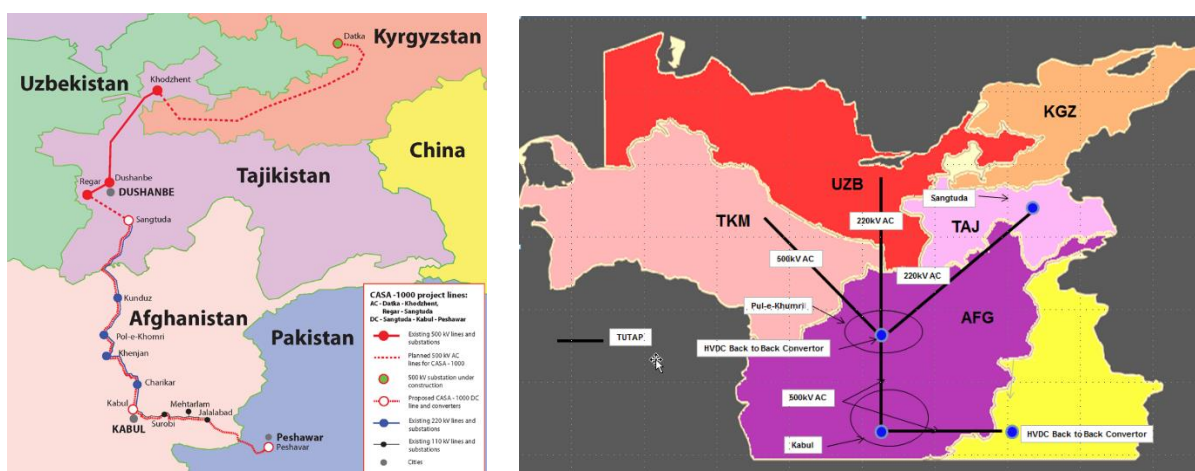 Datka
Kyrgyzstan
Uzbekistan
Khodzhent
China
Tajikistan
Regar
Dushanbe
DUSHANBE
Sangtuda
Kunduz
Afghanistan
Pol-e-Khomri
Khenjan
Pakistan
Charikar
Kabul
KABUL
Surobi
Mehtarlam
Jalalabad
Peshawar
Peshavar
CASA -1000 project lines:
AC - Datka - Khodzhent,
Regar - Sangtuda
DC - Sangtuda - Kabul - Peshawar
Existing 500 kV lines and
substations
Planned 500 kV AC
lines for CASA - 1000
500 kV substation under
construction
Proposed CASA - 1000 DC
line and converters
Existing 220 kV lines and
substations
Existing 110 kV lines and
substations
Cities
KGZ
UZB
Sangtuda
TKM
220kV AC
TAJ
500kV AC
220kV AC
Pul-e-Khumri
AFG
TUTAP
HVDC Back to Back Convertor
500kV AC
Kabul
HVDC Back to Back Convertor